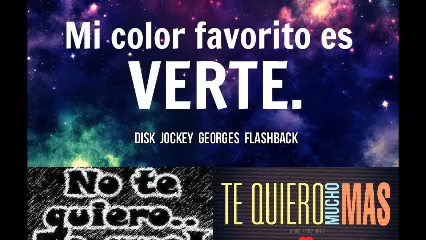 Mi color favorito es
VERTE.
DISK JOCKEY GEORGES FLASHBACK
No te
quiero..
TE QUIERO MUCHO MAS